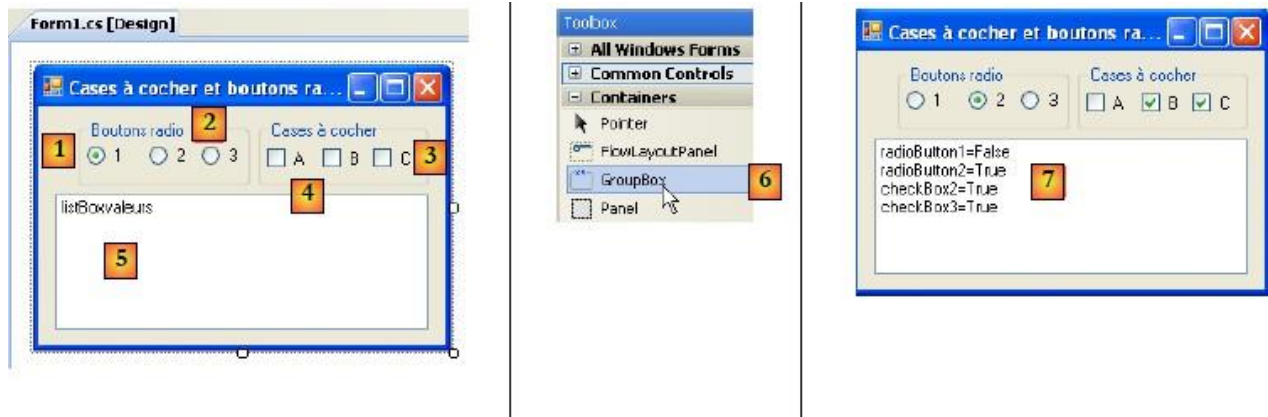 Form1.cs [Design]
Cases à cocher et boutons ra...
Boutons radio
2
Cases à cocher
1
1 2 3
A B C
3
4
listBoxvaleurs
5
Toolbox
All Windows Forms
Common Controls
Containers
Pointer
FlowLayoutPanel
GroupBox
6
Panel
Cases à cocher et boutons ra...
Boutons radio
Cases à cocher
1 2 3
A B C
radioButton1=False
radioButton2=True
checkBox2=True
checkBox3=True
7